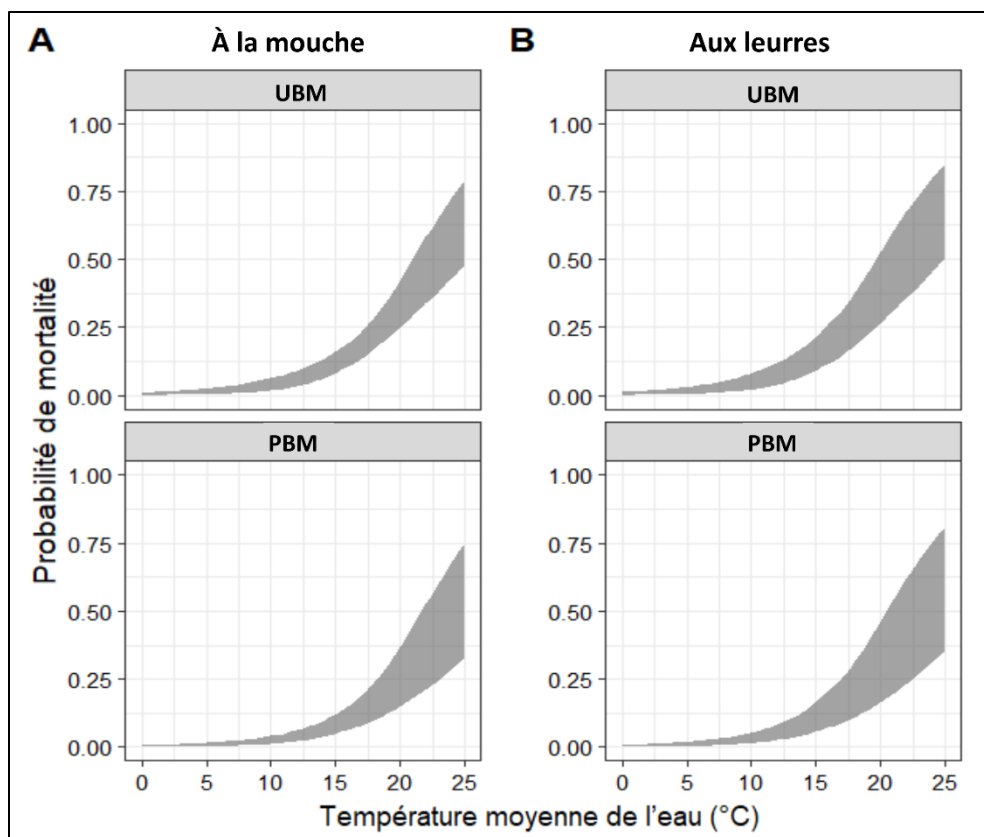 A À la mouche B Aux leurres
UBM UBM
1.00 1.00
0.75 0.75
0.50 0.50
0.25 0.25
0.00 0.00
PBM PBM
1.00 1.00
0.75 0.75
0.50 0.50
0.25 0.25
0.00 0.00
0 5 10 15 20 25 0 5 10 15 20 25
Probabilité de mortalité
Température moyenne de l’eau (°C)